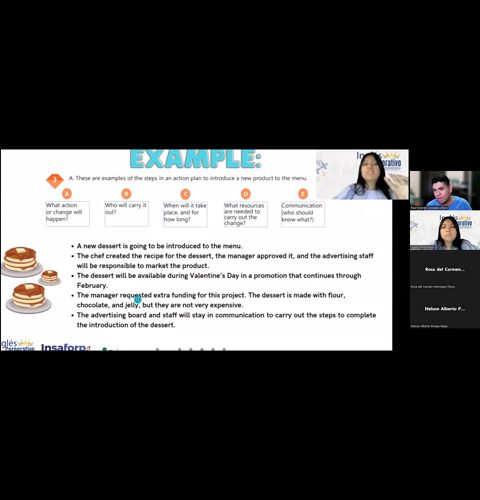 EXAMPLE:
3 A. These are examples of the steps in an action plan to introduce a new product to the menu.
A B C D E
What action
or change will
happen?
Who will carry it
out?
When will it take
place, and for
how long?
What resources
are needed to
carry out the
change?
Communication
(who should
know what?)
• A new dessert is going to be introduced to the menu.
• The chef created the recipe for the dessert, the manager approved it, and the advertising staff
will be responsible to market the product.
• The dessert will be available during Valentine's Day in a promotion that continues through
February.
• The manager requested extra funding for this project. The dessert is made with flour,
chocolate, and jelly, but they are not very expensive.
• The advertising board and staff will stay in communication to carry out the steps to complete
the introduction of the dessert.
glés
Corporativo
Insaforp
Rosa del Carmen...
Nelson Alberto P...